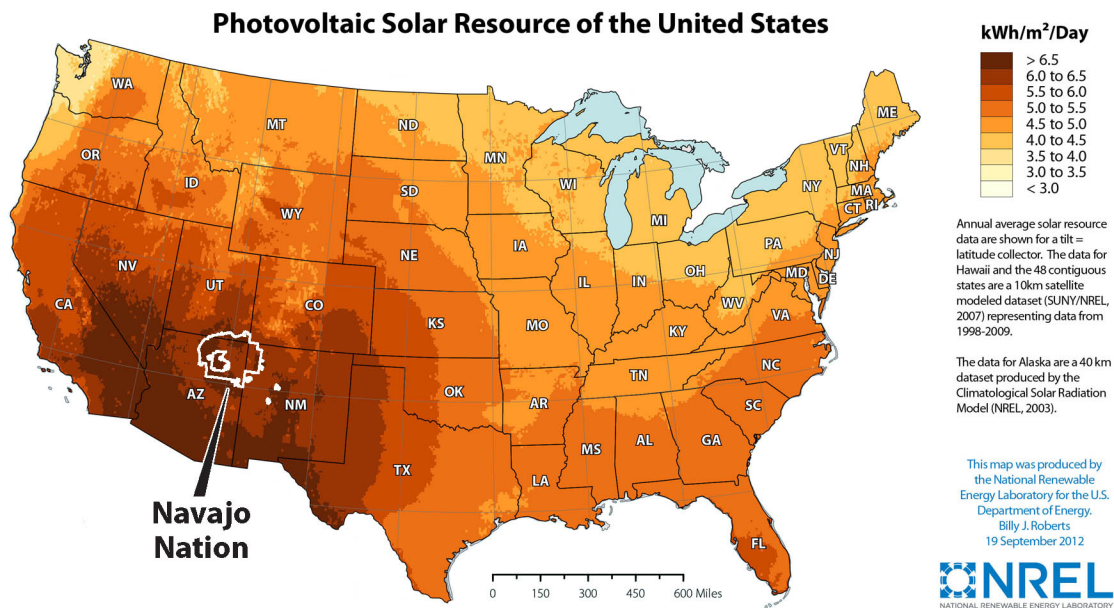 Photovoltaic Solar Resource of the United States
kWh/m²/Day
> 6.5
6.0 to 6.5
5.5 to 6.0
5.0 to 5.5
4.5 to 5.0
4.0 to 4.5
3.5 to 4.0
3.0 to 3.5
< 3.0
Annual average solar resource
data are shown for a tilt =
latitude collector. The data for
Hawaii and the 48 contiguous
states are a 10km satellite
modeled dataset (SUNY/NREL,
2007) representing data from
1998-2009.
The data for Alaska are a 40 km
dataset produced by the
Climatological Solar Radiation
Model (NREL, 2003).
This map was produced by
the National Renewable
Energy Laboratory for the U.S.
Department of Energy.
Billy J. Roberts
19 September 2012
NREL
NATIONAL RENEWABLE ENERGY LABORATORY
WA
MT
ND
MN
ME
VT
NH
OR
ID
SD
WI
MI
NY
MA
CT
RI
WY
IA
PA
NJ
NE
OH
MD
DE
NV
UT
CO
IL
IN
WV
VA
CA
KS
MO
KY
NC
TN
AZ
NM
OK
AR
SC
MS
AL
GA
TX
LA
FL
Navajo
Nation
0
150
300
450
600 Miles